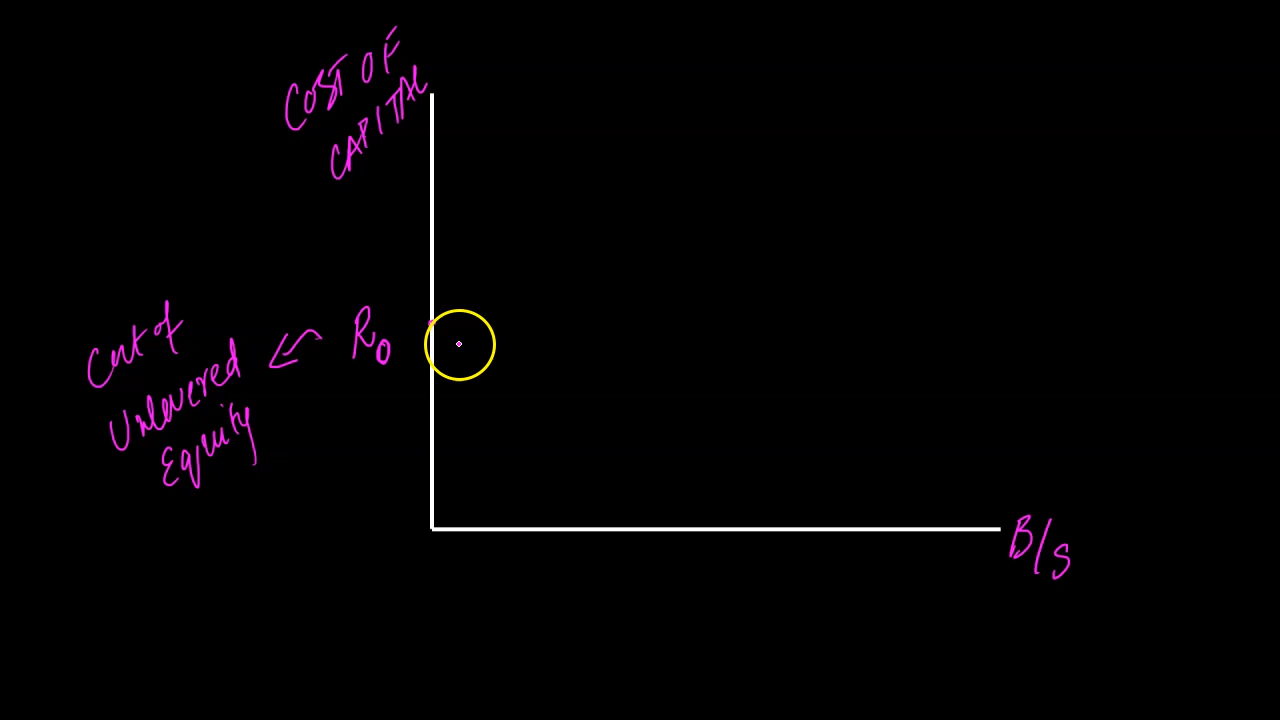 COST OF
CAPITAL
Cost of
Unlevered
Equity
R0
B/S